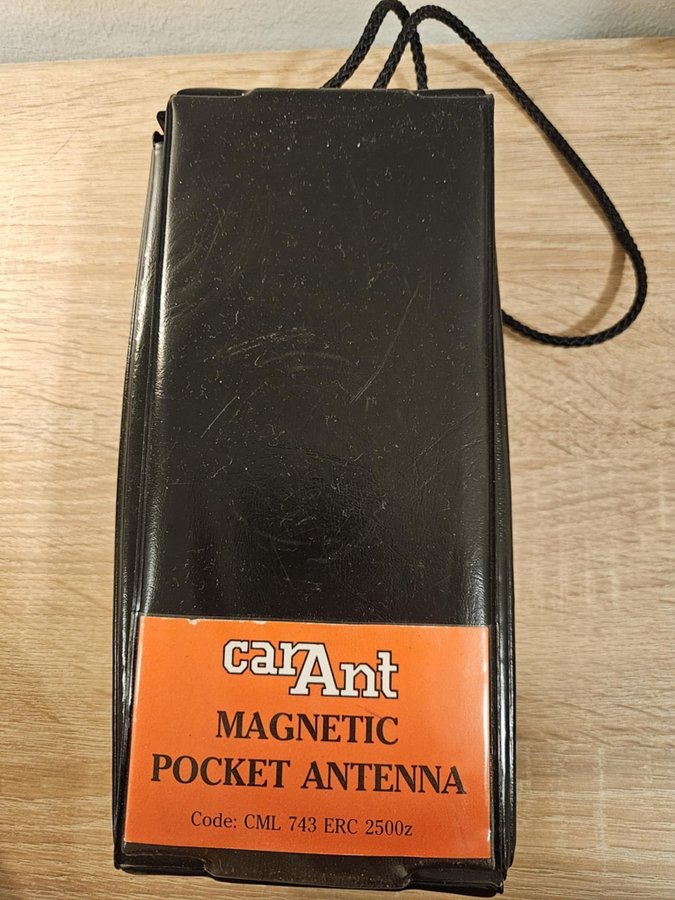 carAnt
MAGNETIC
POCKET ANTENNA
Code: CML 743 ERC 2500z